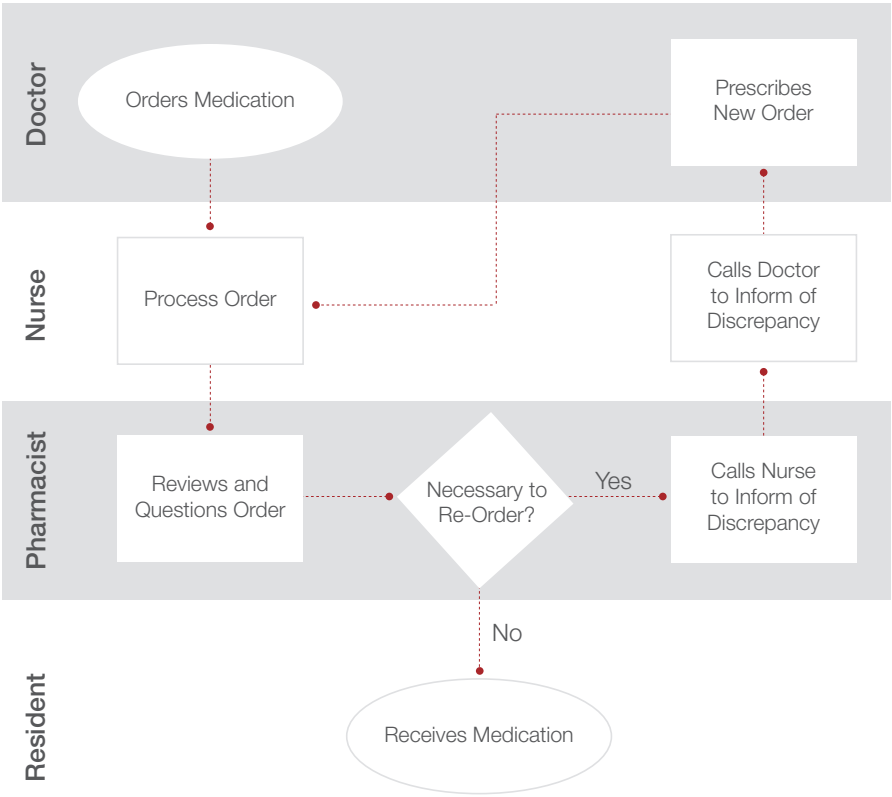 Doctor
Orders Medication
Prescribes
New Order
Nurse
Process Order
Calls Doctor
to Inform of
Discrepancy
Pharmacist
Reviews and
Questions Order
Necessary to
Re-Order?
Yes
Calls Nurse
to Inform of
Discrepancy
No
Resident
Receives Medication